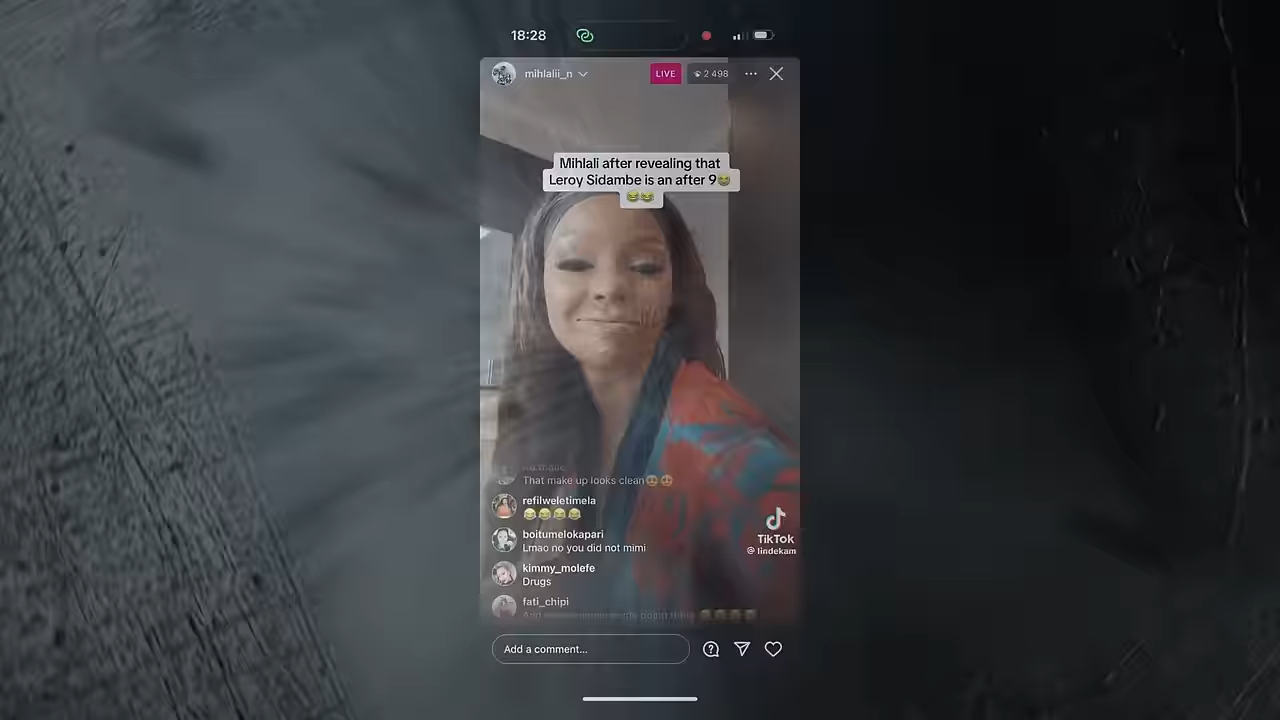 18:28
mihlalii_n
LIVE
2 498
Mihlali after revealing that
Leroy Sidambe is an after 9😭
😂😂
That make up looks clean🥹🥹
refilweletimela
😂😂😂😂
boitumelokapari
Lmao no you did not mimi
kimmy_molefe
Drugs
fati_chipi
TikTok
@ lindekam
Add a comment...